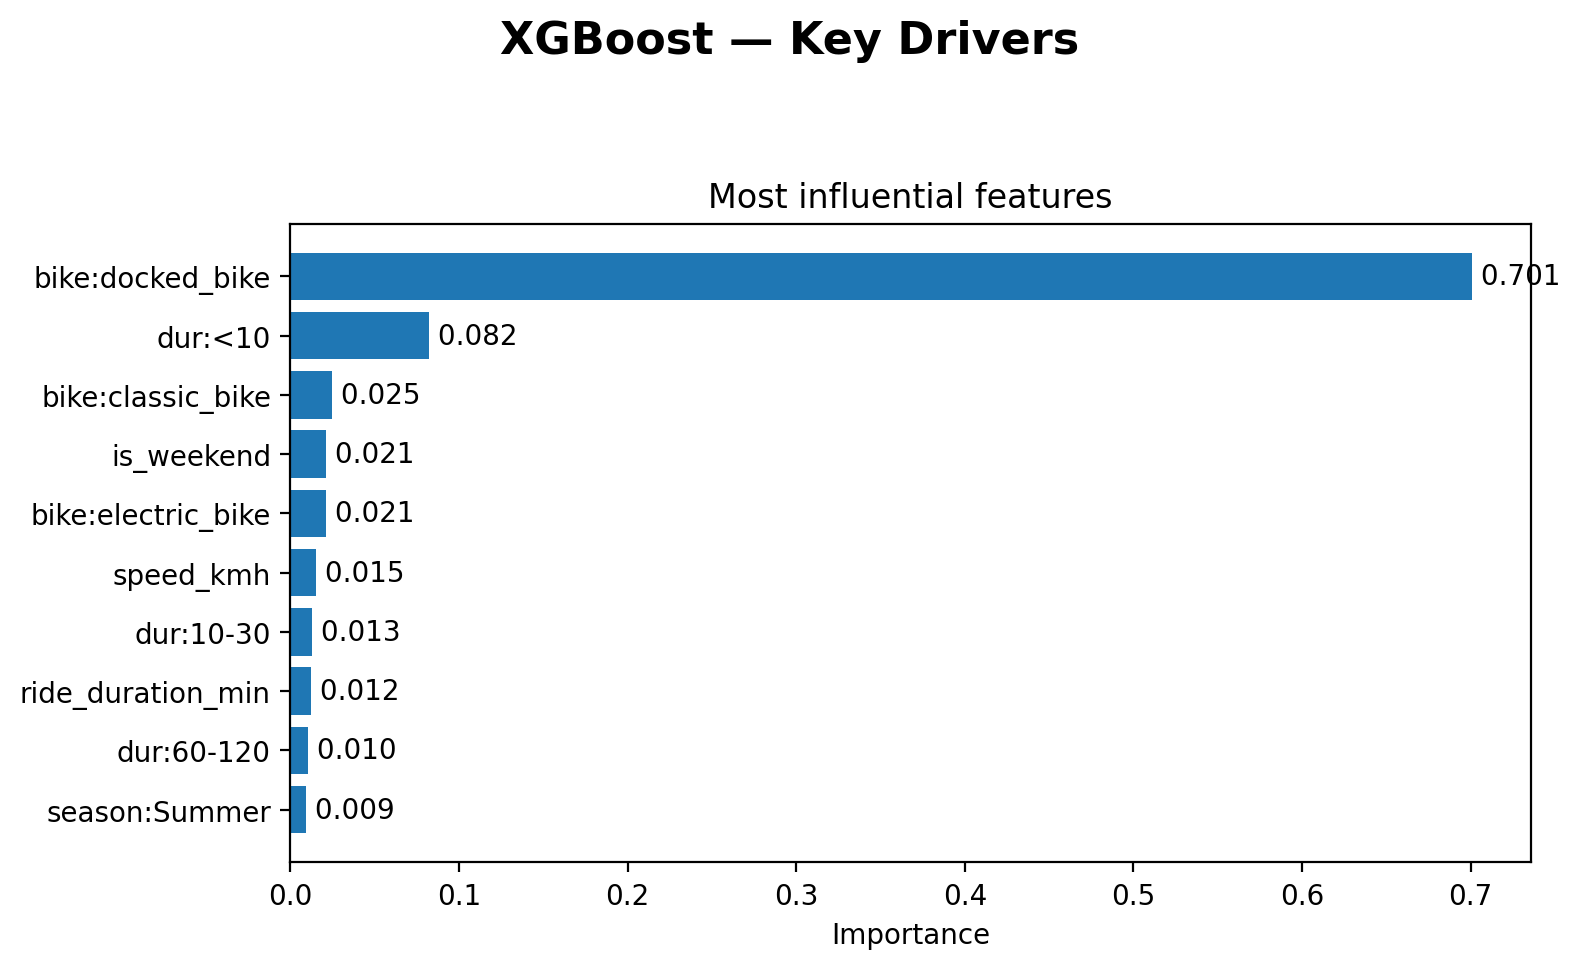 XGBoost — Key Drivers
Most influential features
bike:docked_bike 0.701
dur:<10 0.082
bike:classic_bike 0.025
is_weekend 0.021
bike:electric_bike 0.021
speed_kmh 0.015
dur:10-30 0.013
ride_duration_min 0.012
dur:60-120 0.010
season:Summer 0.009
0.0 0.1 0.2 0.3 0.4 0.5 0.6 0.7
Importance